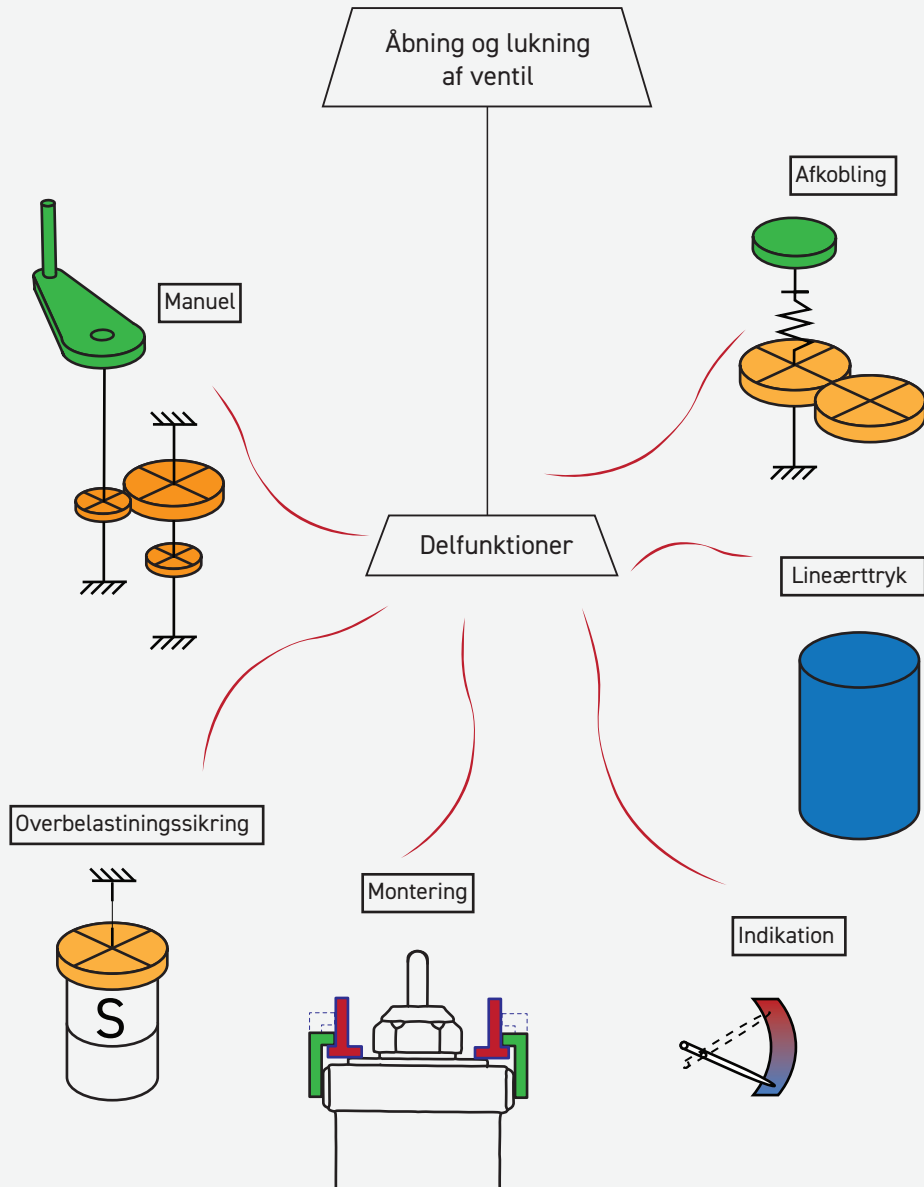 Åbning og lukning
af ventil
Afkobling
Manuel
Delfunktioner
Lineærttryk
Overbelastiningssikring
Montering
Indikation
S